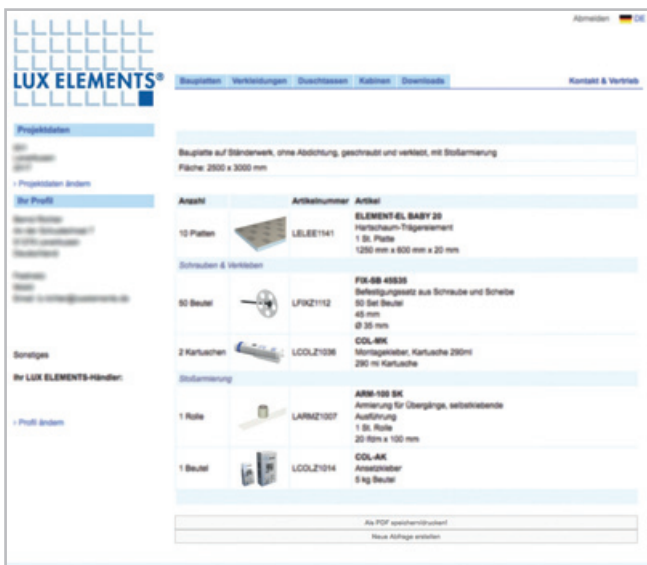 Abmelden DE
LUX ELEMENTS®
Bauplatten Verkleidungen Duschtassen Kabinen Downloads Kontakt & Vertrieb
Projektdaten
› Projektdaten ändern
Ihr Profil
Sonstiges
Ihr LUX ELEMENTS-Händler:
› Profil ändern
Bauplatte auf Ständerwerk, ohne Abdichtung, geschraubt und verklebt, mit Stoßarmierung
Fläche: 2500 x 3000 mm
Anzahl Artikelnummer Artikel
10 Platten LELEE1141 ELEMENT-EL BABY 20
Hartschaum-Trägerelement
1 St. Platte
1250 mm x 600 mm x 20 mm
Schrauben & Verkleben
50 Beutel LFIXZ1112 FIX-SB 45S35
Befestigungssatz aus Schraube und Scheibe
50 Set Beutel
45 mm
Ø 35 mm
2 Kartuschen LCOLZ1036 COL-MK
Montagekleber, Kartusche 290ml
290 ml Kartusche
Stoßarmierung
1 Rolle LARMZ1007 ARM-100 SK
Armierung für Übergänge, selbstklebende
Ausführung
1 St. Rolle
20 lfdm x 100 mm
1 Beutel LCOLZ1014 COL-AK
Ansetzkleber
5 kg Beutel
Als PDF speichern/drucken!
Neue Abfrage erstellen